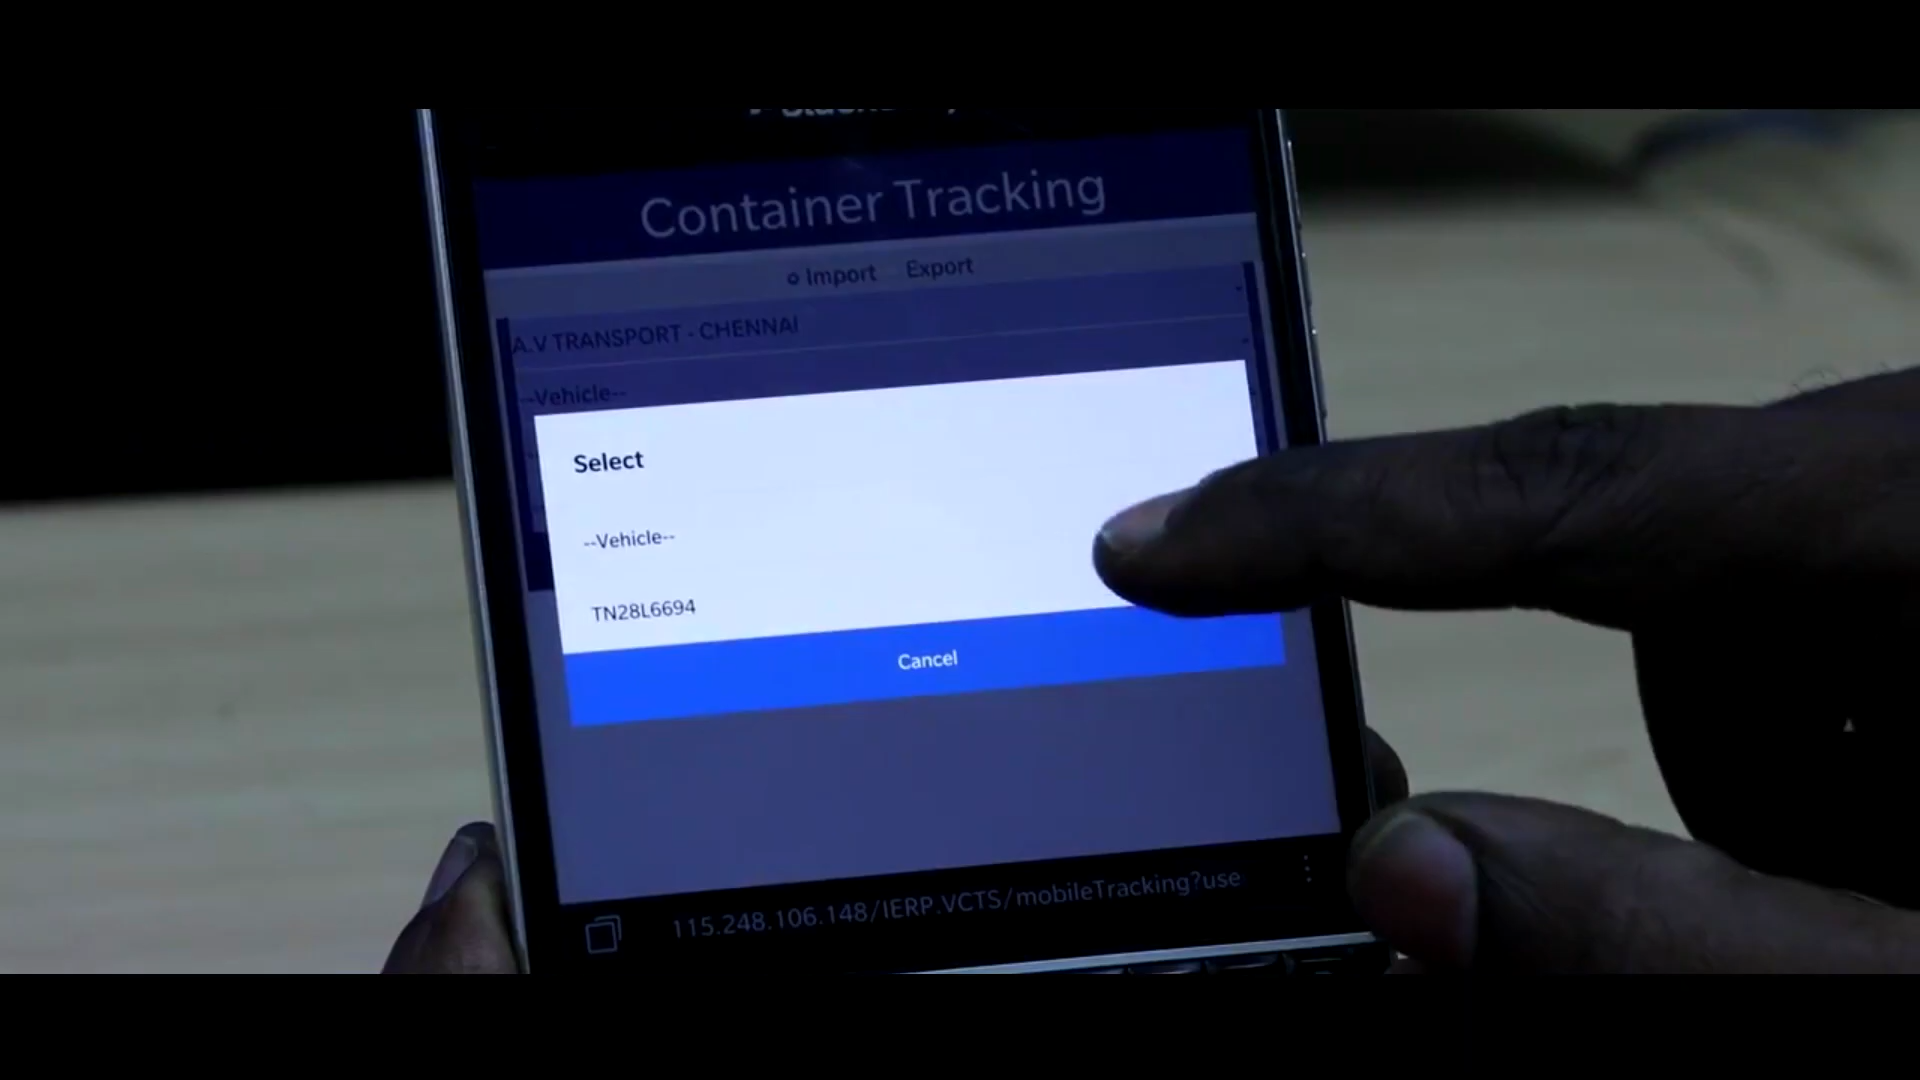 Container Tracking
Import Export
A.V TRANSPORT - CHENNAI
--Vehicle--
Select
--Vehicle--
TN28L6694
Cancel
115.248.106.148/IERP.VCTS/mobileTracking?use